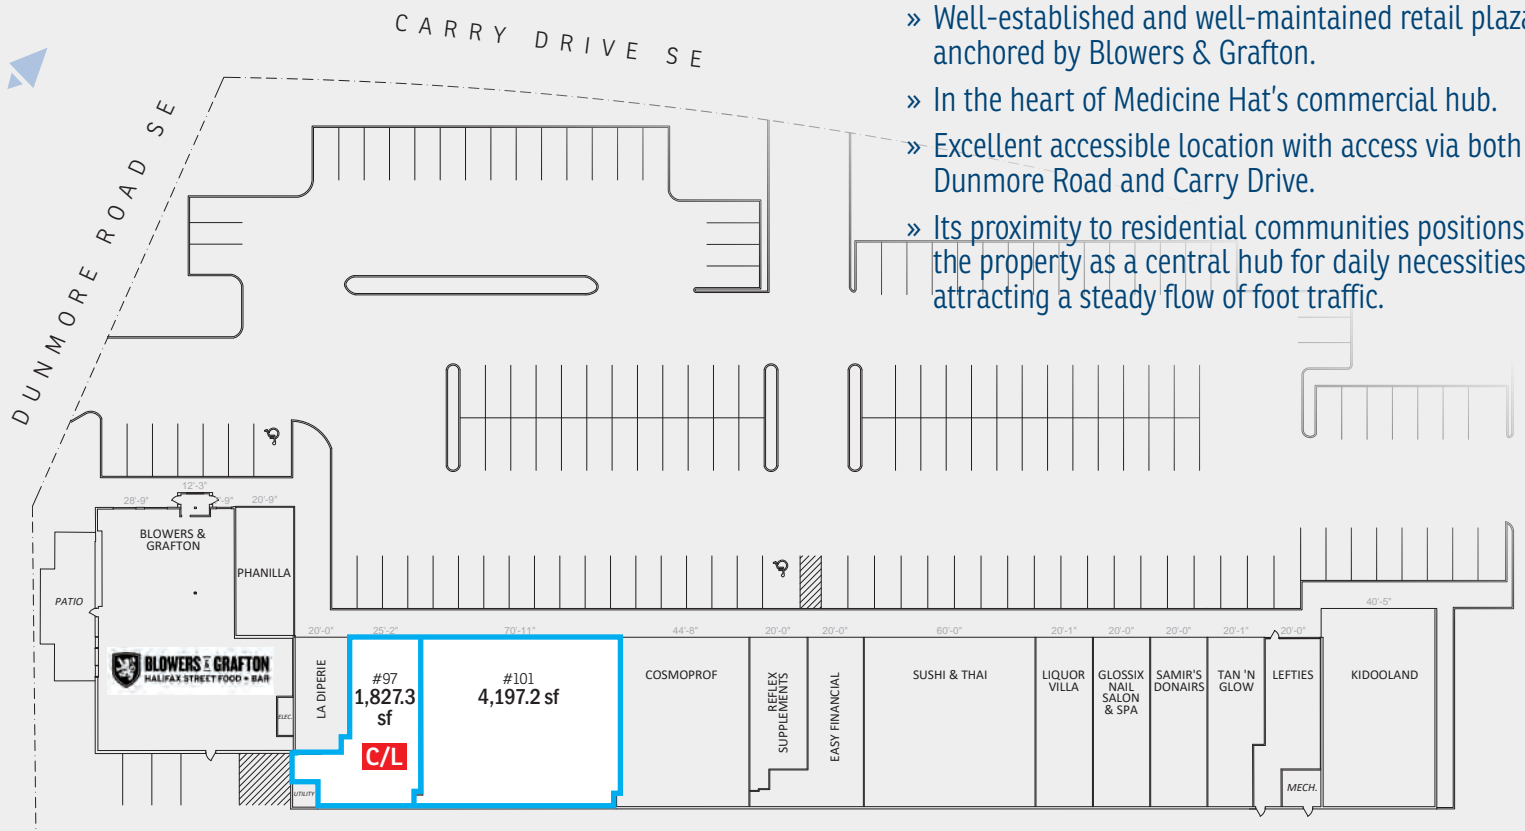 CARRY DRIVE SE
DUNMORE ROAD SE
» Well-established and well-maintained retail plaza
anchored by Blowers & Grafton.
» In the heart of Medicine Hat's commercial hub.
» Excellent accessible location with access via both
Dunmore Road and Carry Drive.
» Its proximity to residential communities positions
the property as a central hub for daily necessities
attracting a steady flow of foot traffic.
28'-9"
12'-3"
'-9"
20'-9"
BLOWERS &
GRAFTON
PHANILLA
PATIO
BLOWERS & GRAFTON
HALIFAX STREET FOOD • BAR
ELEC.
UTILITY
20'-0"
25'-2"
70'-11"
44'-8"
20'-0"
20'-0"
60'-0"
20'-1"
20'-0"
20'-0"
20'-1"
20'-0"
40'-5"
LA DIPERIE
#97
1,827.3
sf
C/L
#101
4,197.2 sf
COSMOPROF
REFLEX
SUPPLEMENTS
EASY FINANCIAL
SUSHI & THAI
LIQUOR
VILLA
GLOSSIX
NAIL
SALON
& SPA
SAMIR'S
DONAIRS
TAN 'N
GLOW
LEFTIES
MECH.
KIDOOLAND